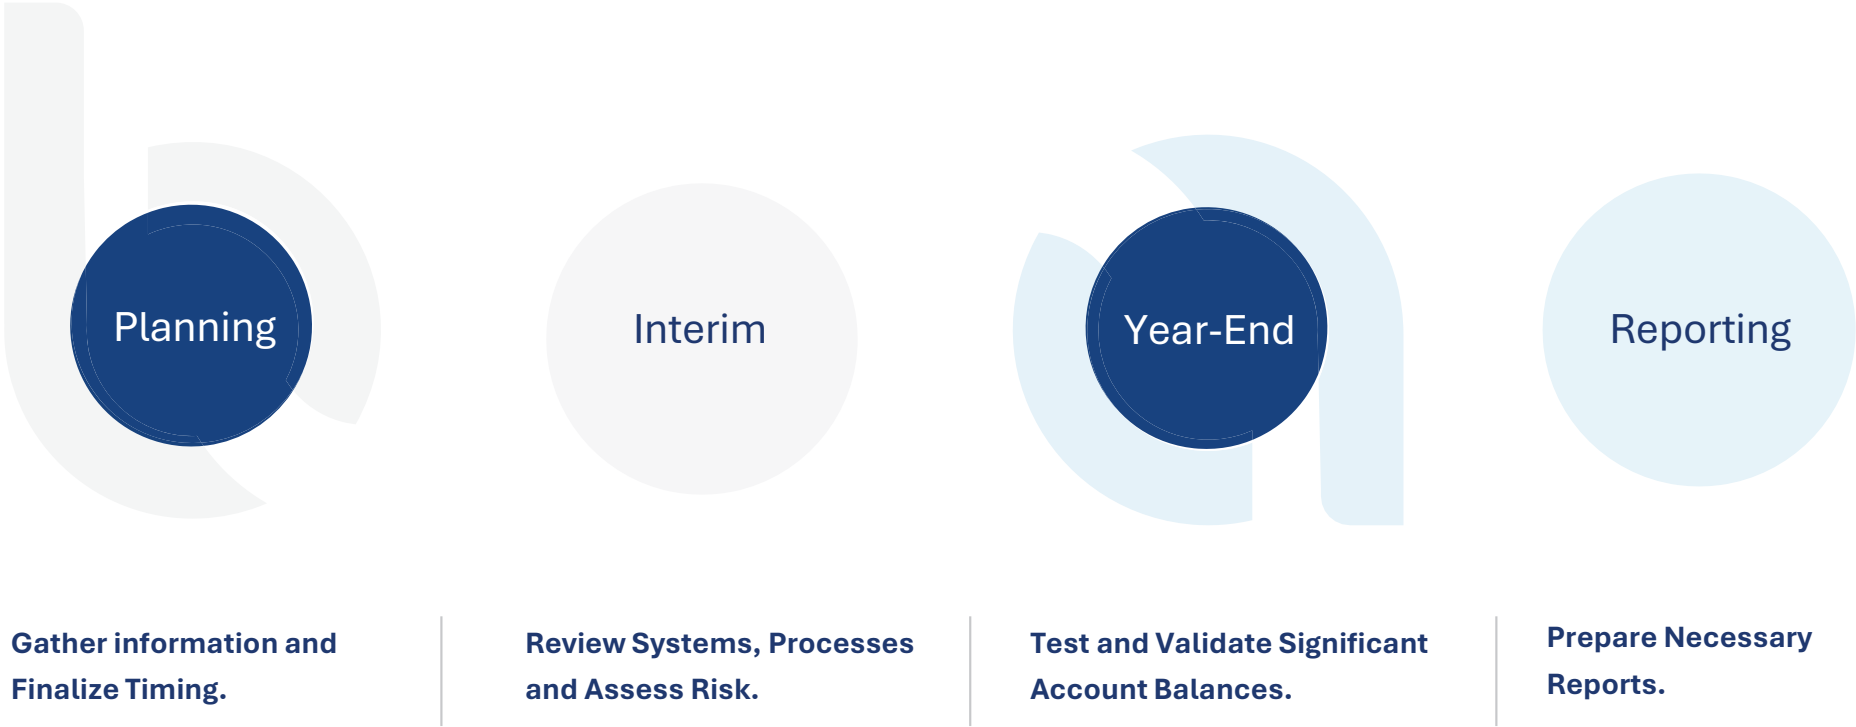 Planning
Interim
Year-End
Reporting
Gather information and
Finalize Timing.
Review Systems, Processes
and Assess Risk.
Test and Validate Significant
Account Balances.
Prepare Necessary
Reports.